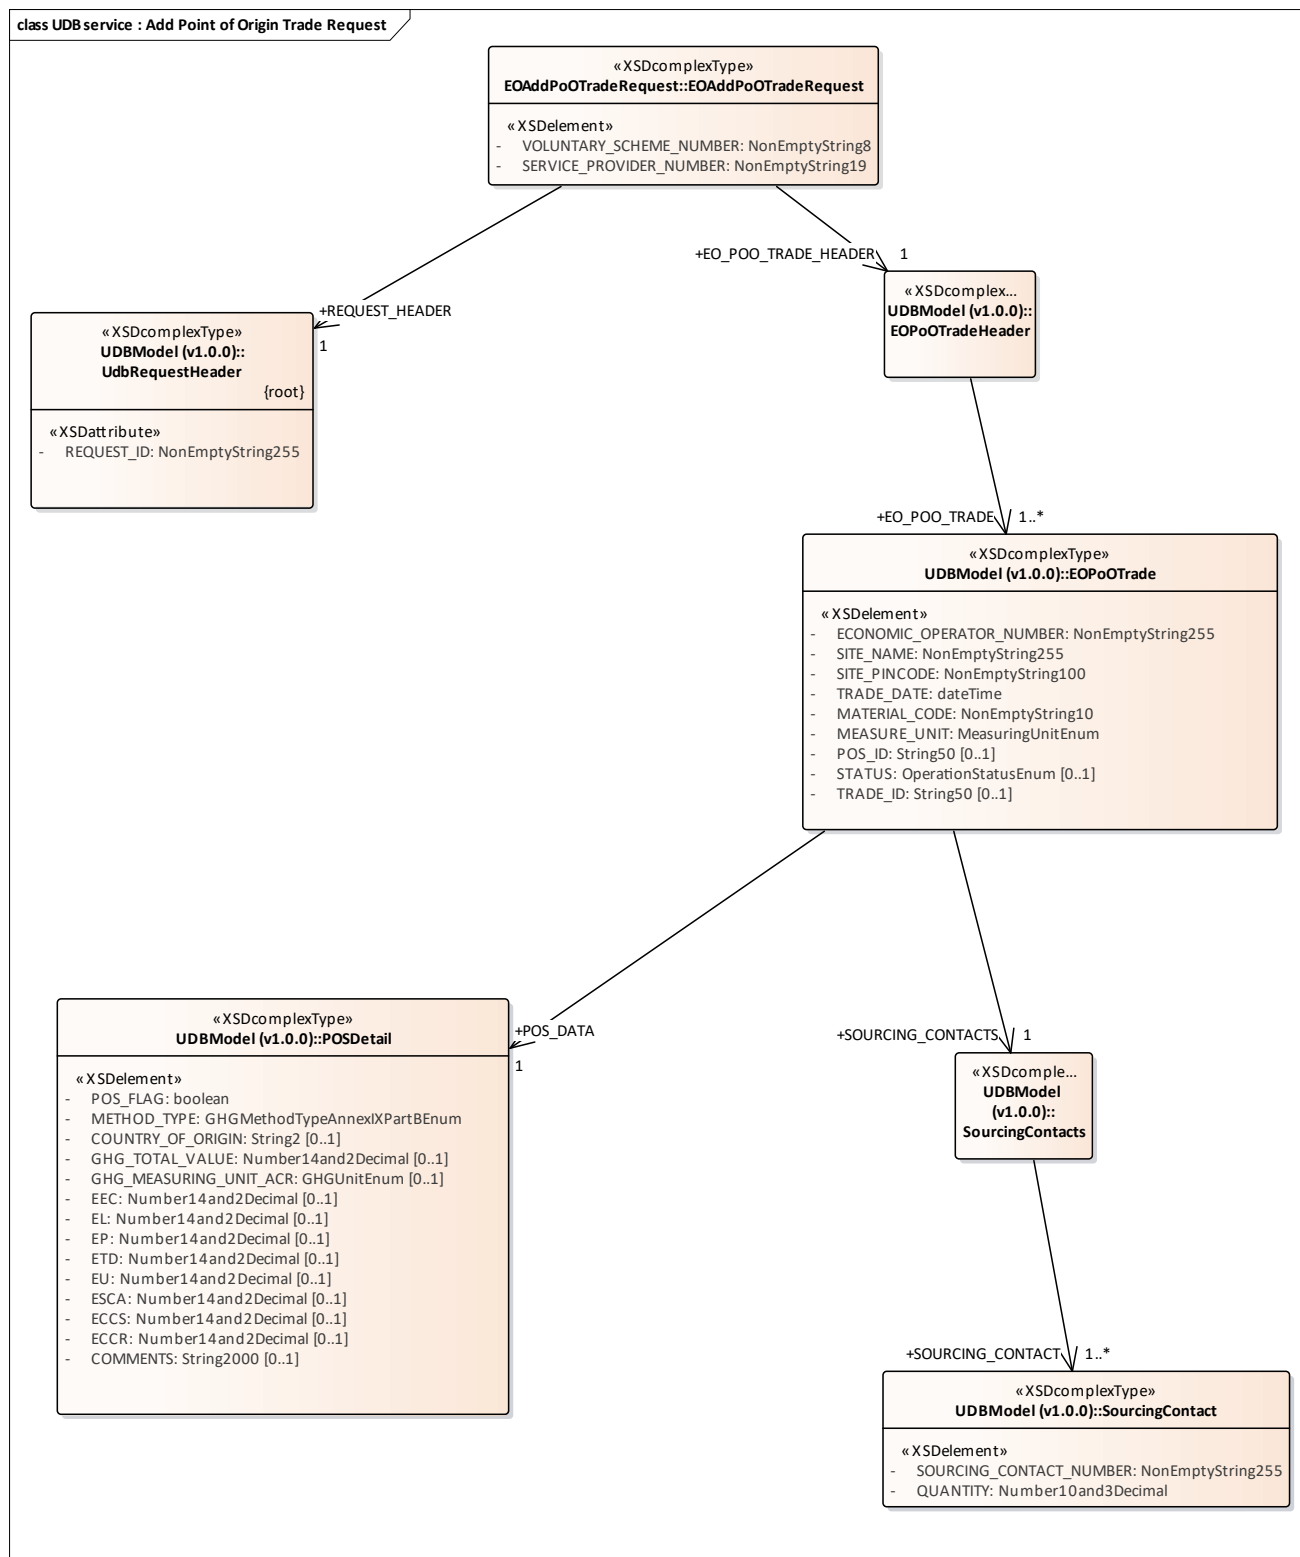 class UDB service : Add Point of Origin Trade Request
«XSDcomplexType»
EOAddPoOTradeRequest::EOAddPoOTradeRequest
«XSDelement»
- VOLUNTARY_SCHEME_NUMBER: NonEmptyString8
- SERVICE_PROVIDER_NUMBER: NonEmptyString19
+EO_POO_TRADE_HEADER 1
«XSDcomplex...
UDBModel (v1.0.0)::
EOPoOTradeHeader
+REQUEST_HEADER
1
«XSDcomplexType»
UDBModel (v1.0.0)::
UdbRequestHeader
{root}
«XSDattribute»
- REQUEST_ID: NonEmptyString255
+EO_POO_TRADE 1..*
«XSDcomplexType»
UDBModel (v1.0.0)::EOPoOTrade
«XSDelement»
- ECONOMIC_OPERATOR_NUMBER: NonEmptyString255
- SITE_NAME: NonEmptyString255
- SITE_PINCODE: NonEmptyString100
- TRADE_DATE: dateTime
- MATERIAL_CODE: NonEmptyString10
- MEASURE_UNIT: MeasuringUnitEnum
- POS_ID: String50 [0..1]
- STATUS: OperationStatusEnum [0..1]
- TRADE_ID: String50 [0..1]
+POS_DATA
1
«XSDcomplexType»
UDBModel (v1.0.0)::POSDetail
«XSDelement»
- POS_FLAG: boolean
- METHOD_TYPE: GHGMethodTypeAnnexIXPartBEnum
- COUNTRY_OF_ORIGIN: String2 [0..1]
- GHG_TOTAL_VALUE: Number14and2Decimal [0..1]
- GHG_MEASURING_UNIT_ACR: GHGUnitEnum [0..1]
- EEC: Number14and2Decimal [0..1]
- EL: Number14and2Decimal [0..1]
- EP: Number14and2Decimal [0..1]
- ETD: Number14and2Decimal [0..1]
- EU: Number14and2Decimal [0..1]
- ESCA: Number14and2Decimal [0..1]
- ECCS: Number14and2Decimal [0..1]
- ECCR: Number14and2Decimal [0..1]
- COMMENTS: String2000 [0..1]
+SOURCING_CONTACTS 1
«XSDcomple...
UDBModel
(v1.0.0)::
SourcingContacts
+SOURCING_CONTACT 1..*
«XSDcomplexType»
UDBModel (v1.0.0)::SourcingContact
«XSDelement»
- SOURCING_CONTACT_NUMBER: NonEmptyString255
- QUANTITY: Number10and3Decimal